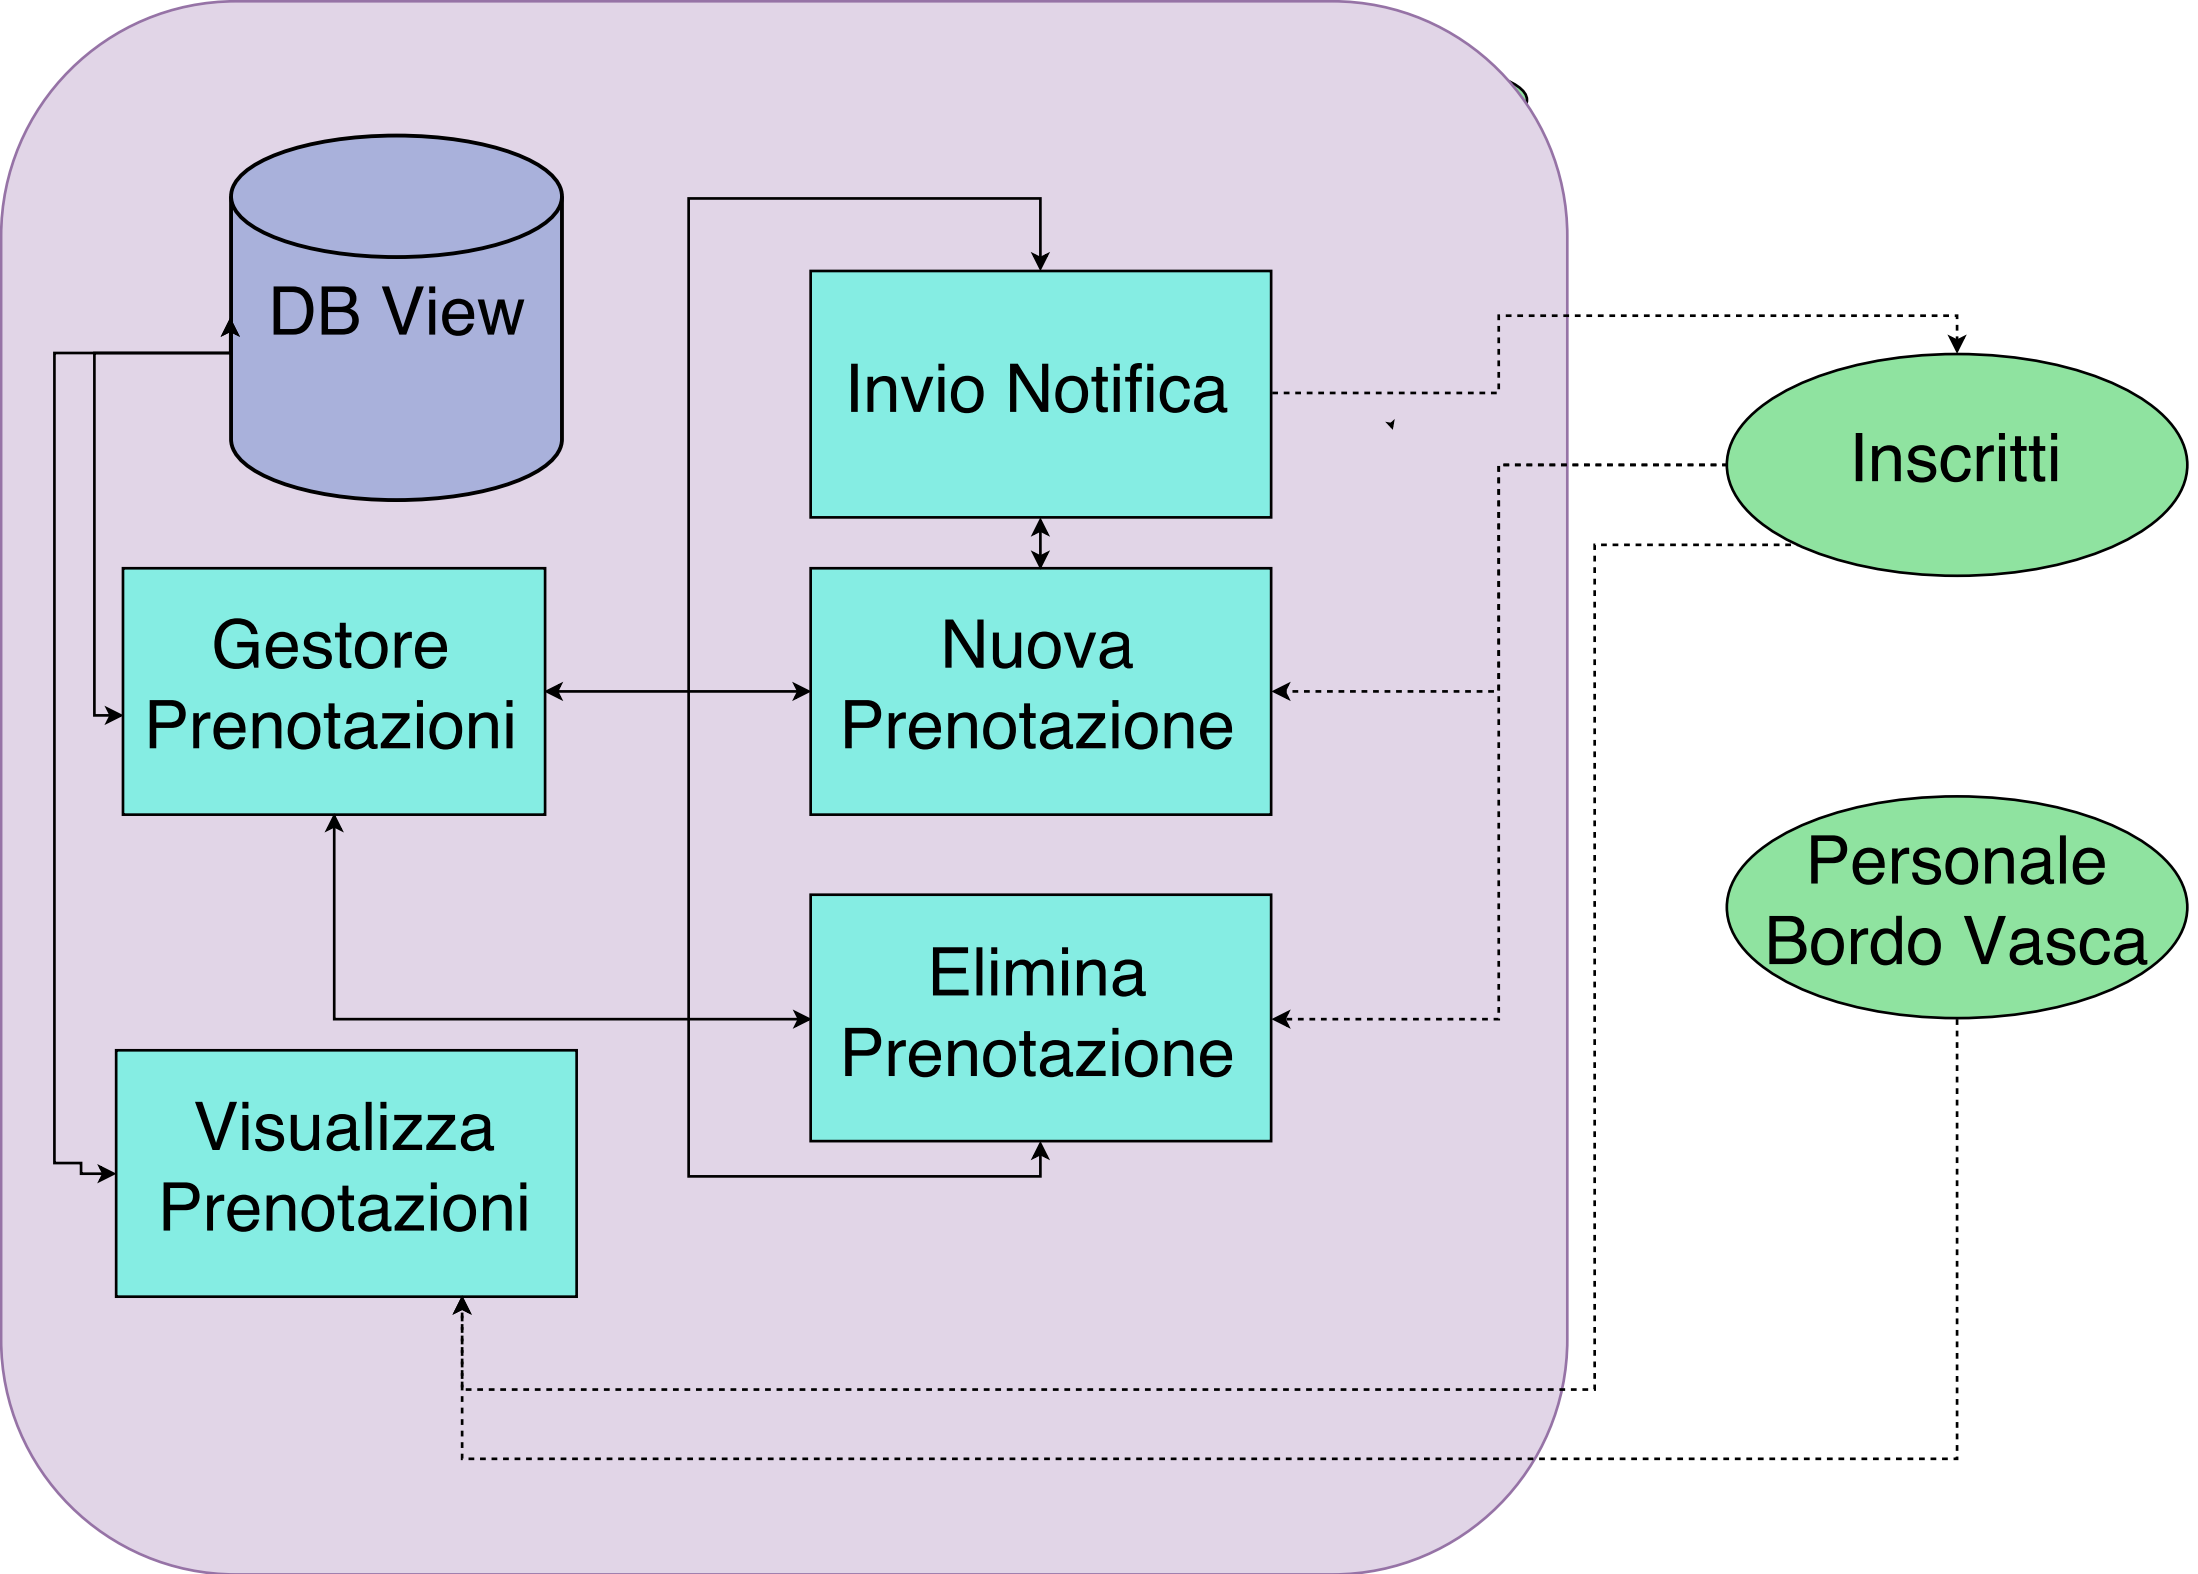 DB View
Invio Notifica
Inscritti
Gestore
Prenotazioni
Nuova
Prenotazione
Personale
Bordo Vasca
Elimina
Prenotazione
Visualizza
Prenotazioni